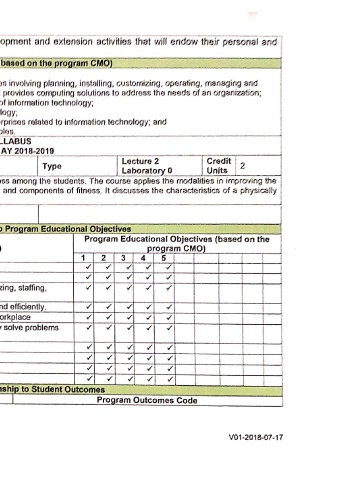 opment and extension activities that will endow their personal and
based on the program CMO)
es involving planning, installing, customizing, operating, managing and
provides computing solutions to address the needs of an organization;
of information technology;
logy;
erprises related to information technology; and
ples.
LLABUS
AY 2018-2019
Type
Lecture 2
Laboratory 0
Credit
Units
2
ess among the students. The course applies the modalities in improving the
and components of fitness. It discusses the characteristics of a physically
o Program Educational Objectives
)
Program Educational Objectives (based on the
program CMO)
1 2 3 4 5
✓ ✓ ✓ ✓ ✓
✓ ✓ ✓ ✓ ✓
zing, staffing, ✓ ✓ ✓ ✓ ✓
nd efficiently. ✓ ✓ ✓ ✓ ✓
orkplace ✓ ✓ ✓ ✓ ✓
y solve problems ✓ ✓ ✓ ✓ ✓
✓ ✓ ✓ ✓ ✓
✓ ✓ ✓ ✓ ✓
✓ ✓ ✓ ✓ ✓
✓ ✓ ✓ ✓ ✓
nship to Student Outcomes
Program Outcomes Code
V01-2018-07-17